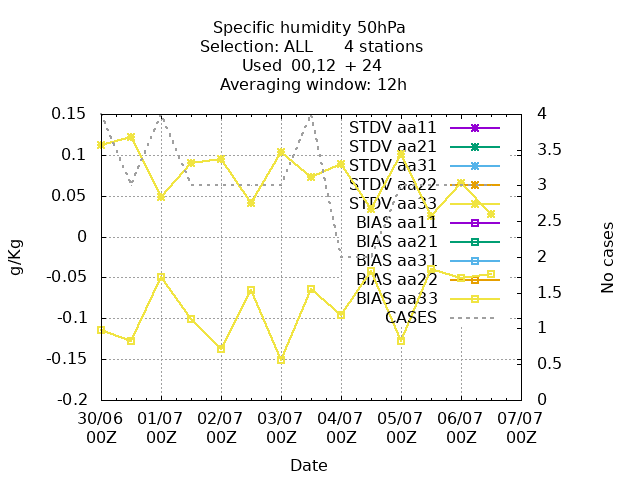 Specific humidity 50hPa
Selection: ALL 4 stations
Used 00,12 + 24
Averaging window: 12h
0.15
0.1
0.05
0
-0.05
-0.1
-0.15
-0.2
g/Kg
4
3.5
3
2.5
2
1.5
1
0.5
0
No cases
STDV aa11
STDV aa21
STDV aa31
STDV aa22
STDV aa33
BIAS aa11
BIAS aa21
BIAS aa31
BIAS aa22
BIAS aa33
CASES
30/06 01/07 02/07 03/07 04/07 05/07 06/07 07/07
00Z 00Z 00Z 00Z 00Z 00Z 00Z 00Z
Date